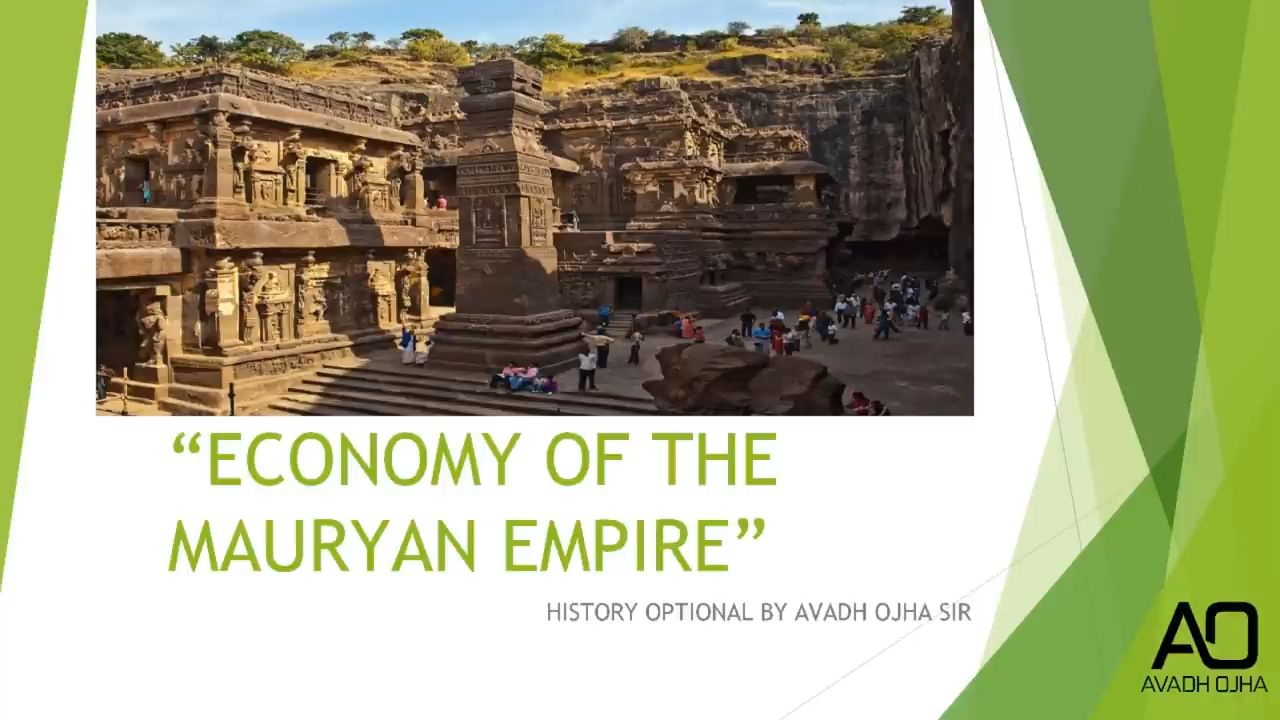 “ECONOMY OF THE
MAURYAN EMPIRE”
HISTORY OPTIONAL BY AVADH OJHA SIR
AO
AVADH OJHA